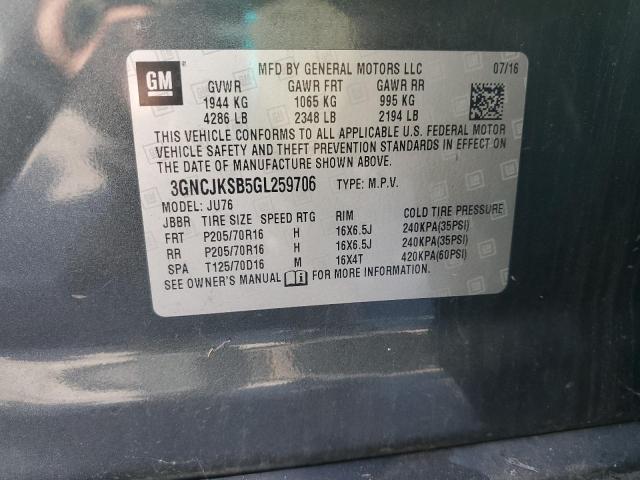 GM
MFD BY GENERAL MOTORS LLC 07/16
GVWR GAWR FRT GAWR RR
1944 KG 1065 KG 995 KG
4286 LB 2348 LB 2194 LB
THIS VEHICLE CONFORMS TO ALL APPLICABLE U.S. FEDERAL MOTOR
VEHICLE SAFETY AND THEFT PREVENTION STANDARDS IN EFFECT ON
THE DATE OF MANUFACTURE SHOWN ABOVE.
3GNCJKSB5GL259706 TYPE: M.P.V.
MODEL: JU76
JBBR TIRE SIZE SPEED RTG RIM COLD TIRE PRESSURE
FRT P205/70R16 H 16X6.5J 240KPA(35PSI)
RR P205/70R16 H 16X6.5J 240KPA(35PSI)
SPA T125/70D16 M 16X4T 420KPA(60PSI)
SEE OWNER'S MANUAL FOR MORE INFORMATION.